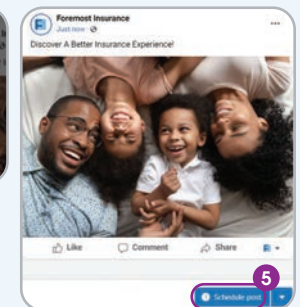 Foremost Insurance
Just now
Discover A Better Insurance Experience!
Like Comment Share
5
Schedule post